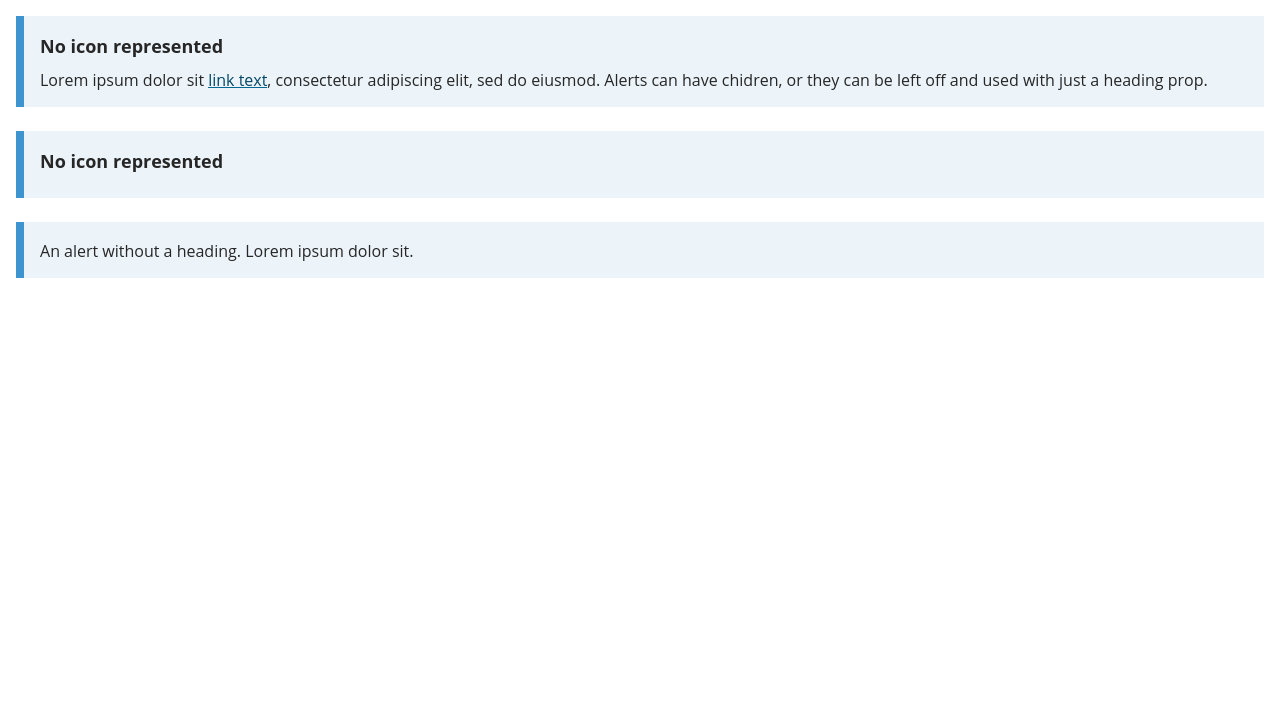 No icon represented
Lorem ipsum dolor sit link text, consectetur adipiscing elit, sed do eiusmod. Alerts can have chidren, or they can be left off and used with just a heading prop.
No icon represented
An alert without a heading. Lorem ipsum dolor sit.